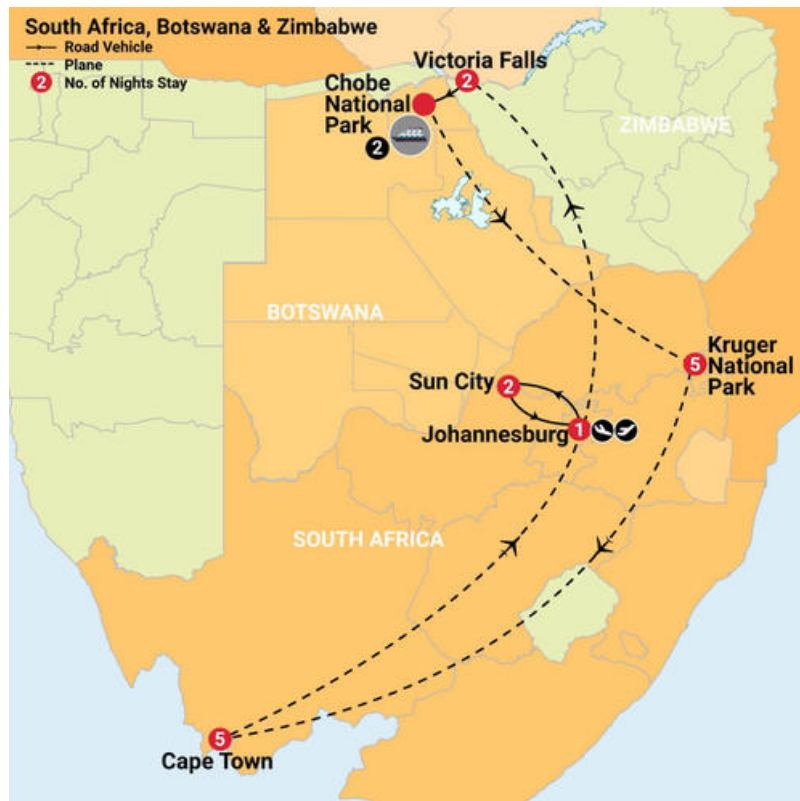 South Africa, Botswana & Zimbabwe
Road Vehicle
Plane
2 No. of Nights Stay
Victoria Falls
2
Chobe
National
Park
2
ZIMBABWE
BOTSWANA
Kruger
National
Park
5
Sun City
2
Johannesburg
1
SOUTH AFRICA
5
Cape Town